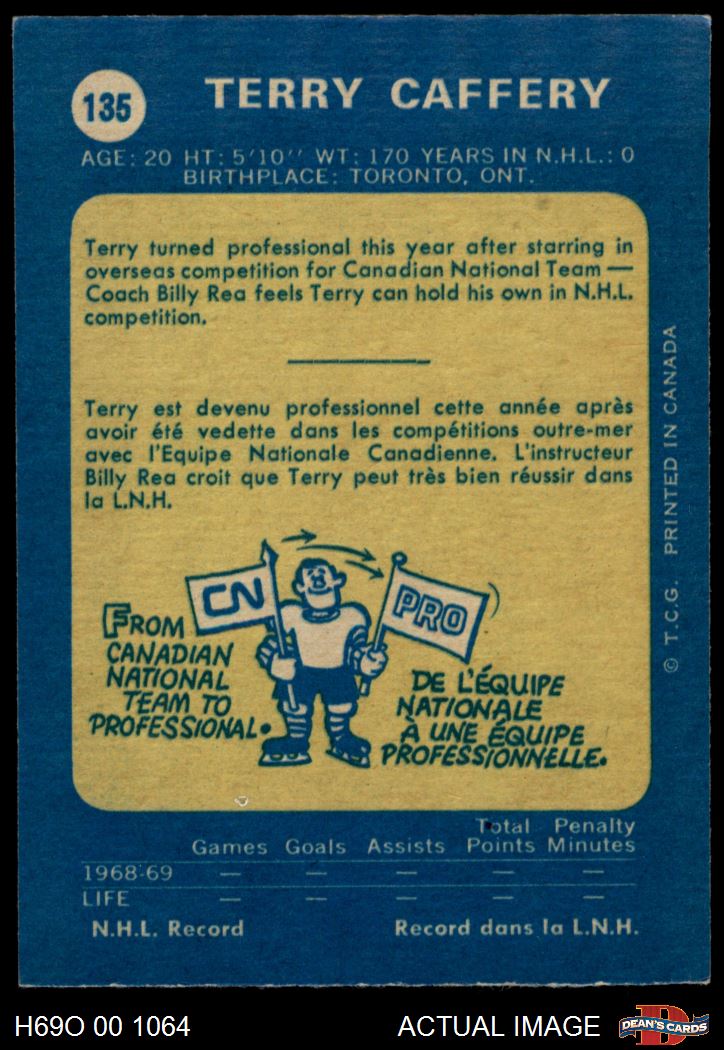 135
TERRY CAFFERY
AGE: 20 HT: 5'10'' WT: 170 YEARS IN N.H.L.: 0
BIRTHPLACE: TORONTO, ONT.
Terry turned professional this year after starring in
overseas competition for Canadian National Team —
Coach Billy Rea feels Terry can hold his own in N.H.L.
competition.
Terry est devenu professionnel cette année après
avoir été vedette dans les compétitions outre-mer
avec l'Equipe Nationale Canadienne. L'instructeur
Billy Rea croit que Terry peut très bien réussir dans
la L.N.H.
CN
PRO
FROM
CANADIAN
NATIONAL
TEAM TO
PROFESSIONAL.
DE L'ÉQUIPE
NATIONALE
À UNE ÉQUIPE
PROFESSIONNELLE.
© T.C.G. PRINTED IN CANADA
Games Goals Assists Total Points Penalty Minutes
1968-69 — — — — —
LIFE — — — — —
N.H.L. Record Record dans la L.N.H.
H69O 00 1064 ACTUAL IMAGE D DEAN'S CARDS